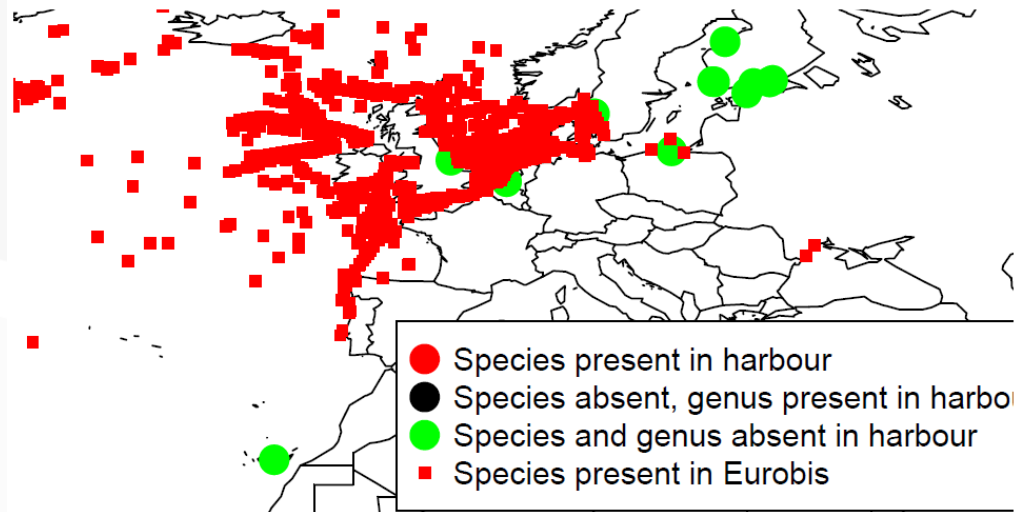 Species present in harbour
Species absent, genus present in harbo
Species and genus absent in harbour
Species present in Eurobis